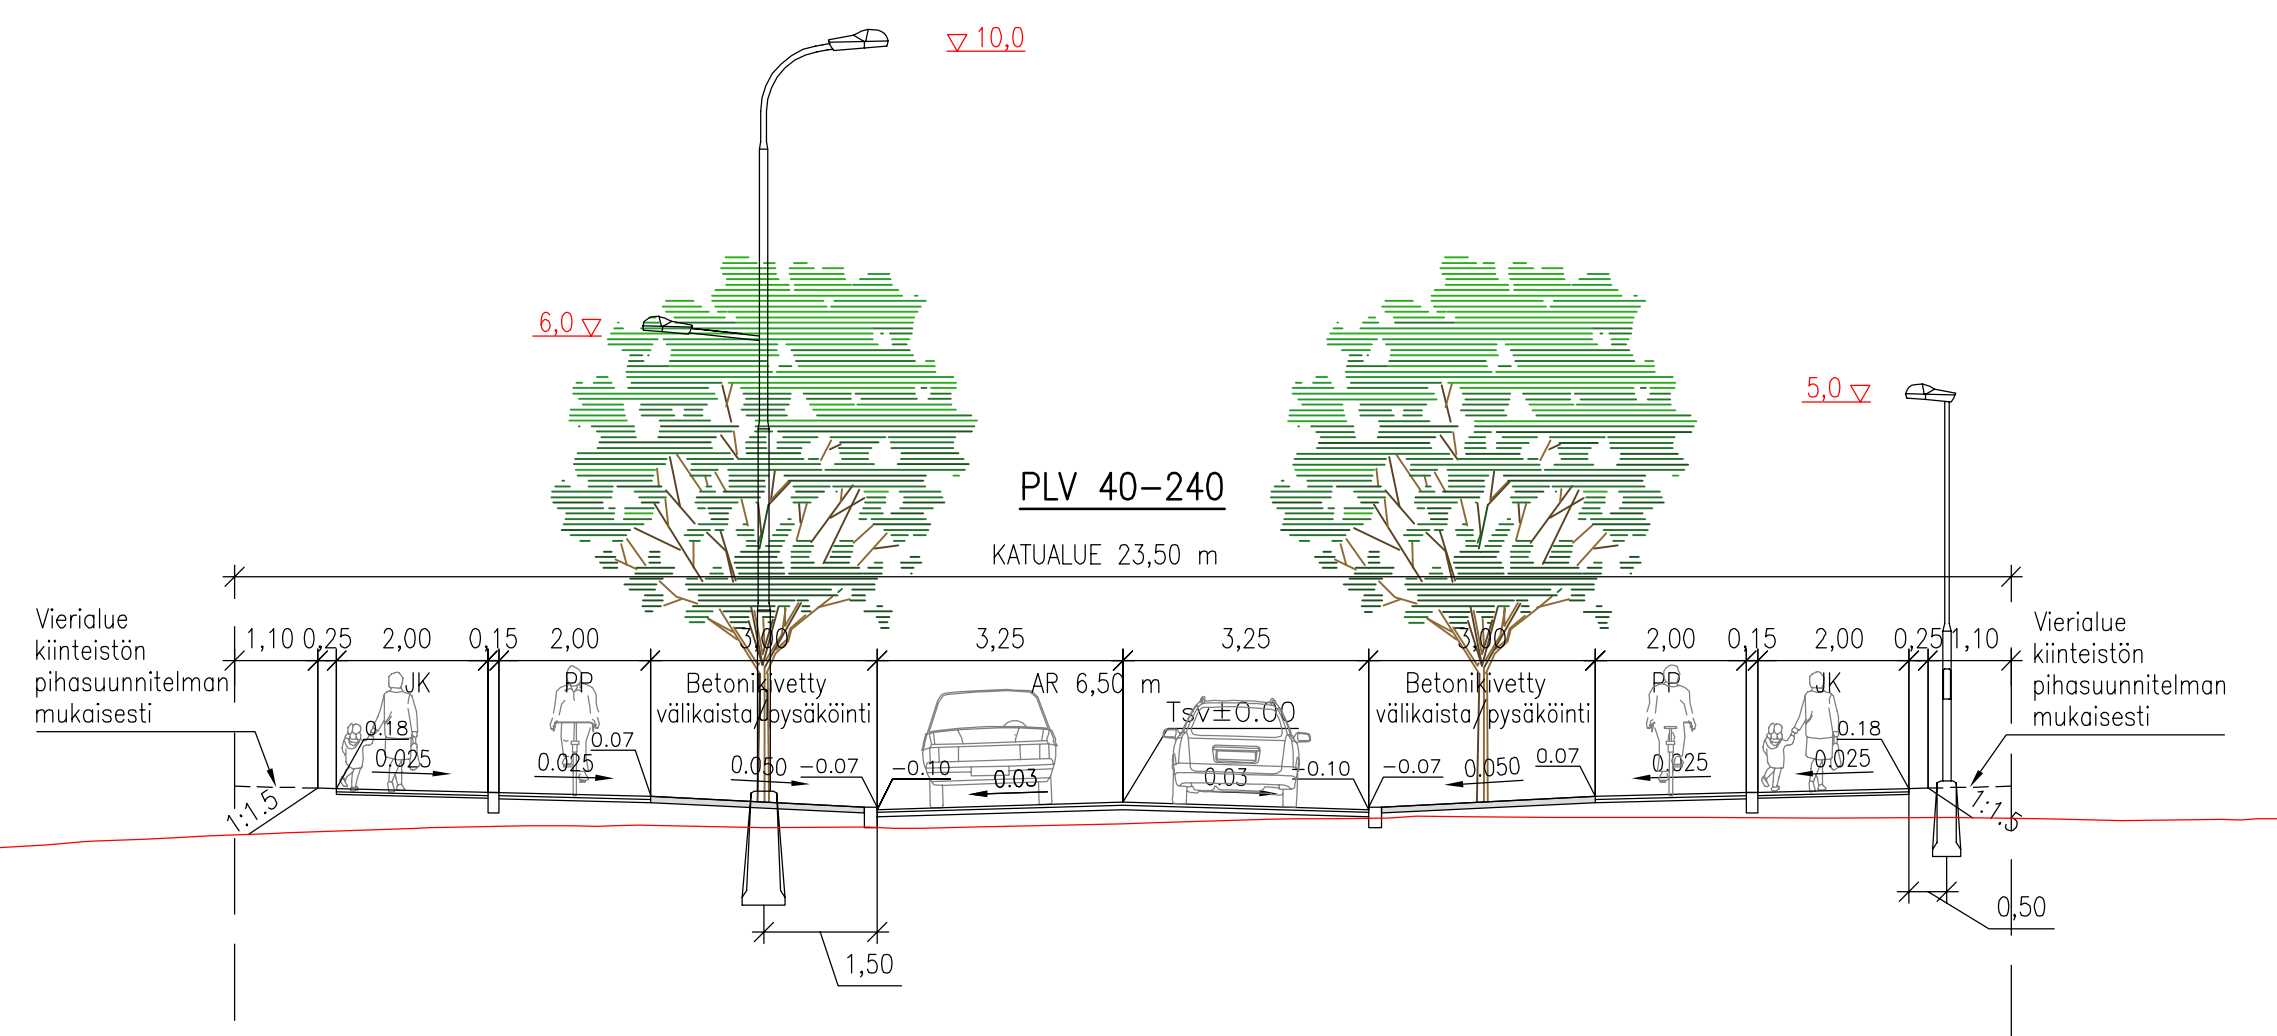 10,0
6,0
5,0
PLV 40-240
KATUALUE 23,50 m
Vierialue
kiinteistön
pihasuunnitelman
mukaisesti
1,10 0,25 2,00 0,15 2,00 3,00 3,25 3,25 3,00 2,00 0,15 2,00 0,25 1,10
Vierialue
kiinteistön
pihasuunnitelman
mukaisesti
JK
PP
Betonikivetty
välikaista/pysäköinti
AR 6,50 m
Tsv±0.00
Betonikivetty
välikaista/pysäköinti
PP
JK
0.18
0.025
0.07
0.025
0.050
-0.07
-0.10
0.03
0.03
-0.10
-0.07
0.050
0.07
0.025
0.18
0.025
1:1.5
1:1.5
1,50
0,50